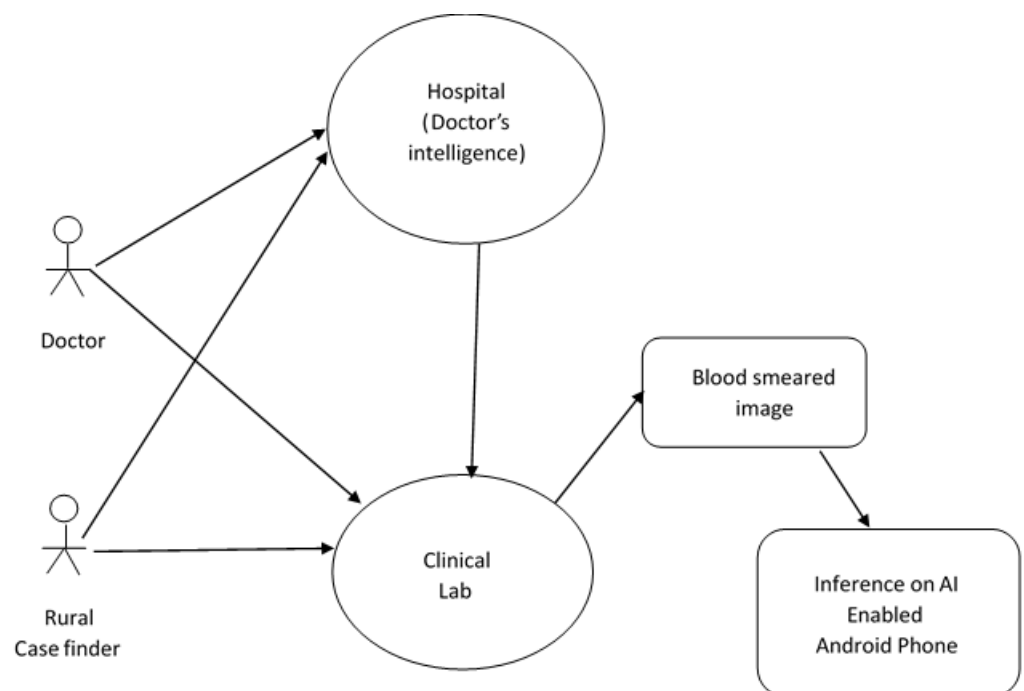 Hospital
(Doctor’s
intelligence)
Doctor
Blood smeared
image
Clinical
Lab
Rural
Case finder
Inference on AI
Enabled
Android Phone